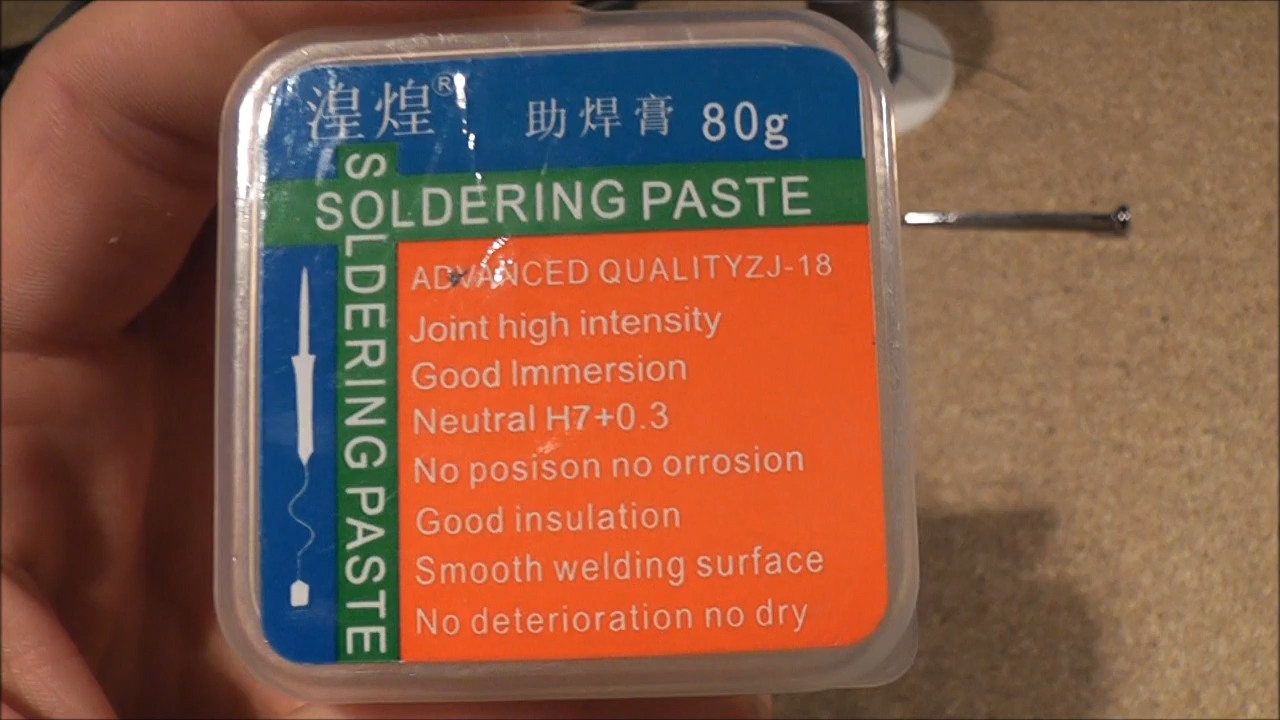 湟煌® 助焊膏 80g
SOLDERING PASTE
SOLDERING PASTE
ADVANCED QUALITYZJ-18
Joint high intensity
Good Immersion
Neutral H7+0.3
No posison no orrosion
Good insulation
Smooth welding surface
No deterioration no dry